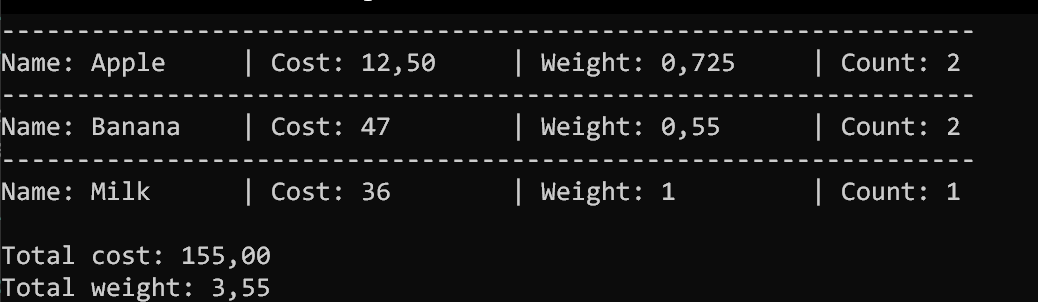 -----------------------------------------------------------------
Name: Apple     | Cost: 12,50     | Weight: 0,725     | Count: 2
-----------------------------------------------------------------
Name: Banana    | Cost: 47        | Weight: 0,55      | Count: 2
-----------------------------------------------------------------
Name: Milk      | Cost: 36        | Weight: 1         | Count: 1

Total cost: 155,00
Total weight: 3,55